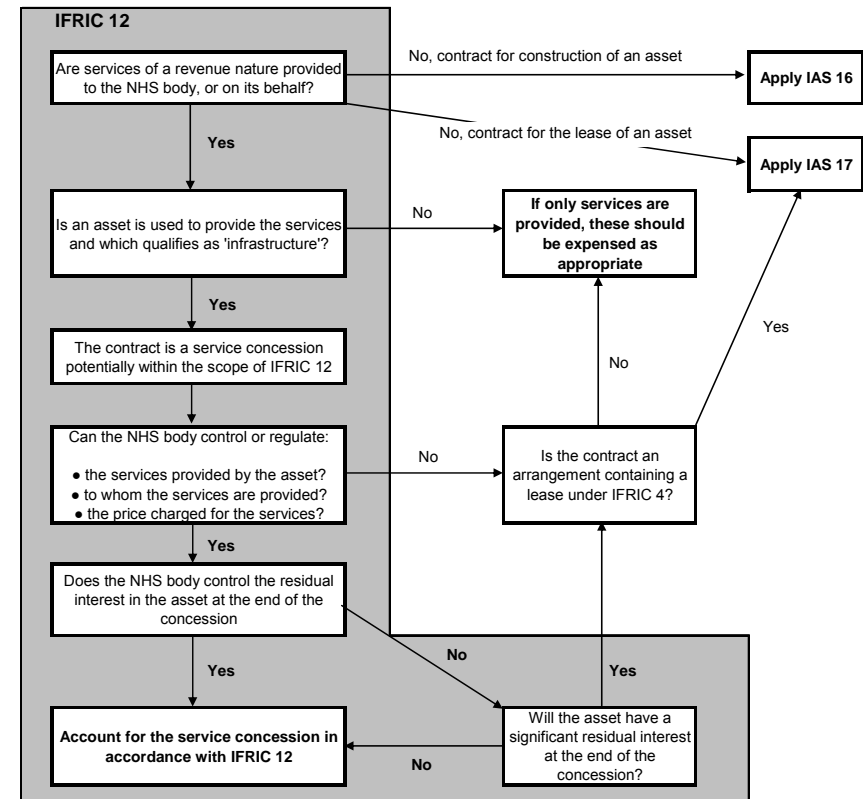 IFRIC 12
Are services of a revenue nature provided
to the NHS body, or on its behalf?
No, contract for construction of an asset
Apply IAS 16
No, contract for the lease of an asset
Apply IAS 17
Yes
Is an asset is used to provide the services
and which qualifies as 'infrastructure'?
No
If only services are
provided, these should
be expensed as
appropriate
Yes
The contract is a service concession
potentially within the scope of IFRIC 12
No
Yes
Can the NHS body control or regulate:
● the services provided by the asset?
● to whom the services are provided?
● the price charged for the services?
No
Is the contract an
arrangement containing a
lease under IFRIC 4?
Yes
Does the NHS body control the residual
interest in the asset at the end of the
concession
No
Yes
Yes
Account for the service concession in
accordance with IFRIC 12
No
Will the asset have a
significant residual interest
at the end of the
concession?